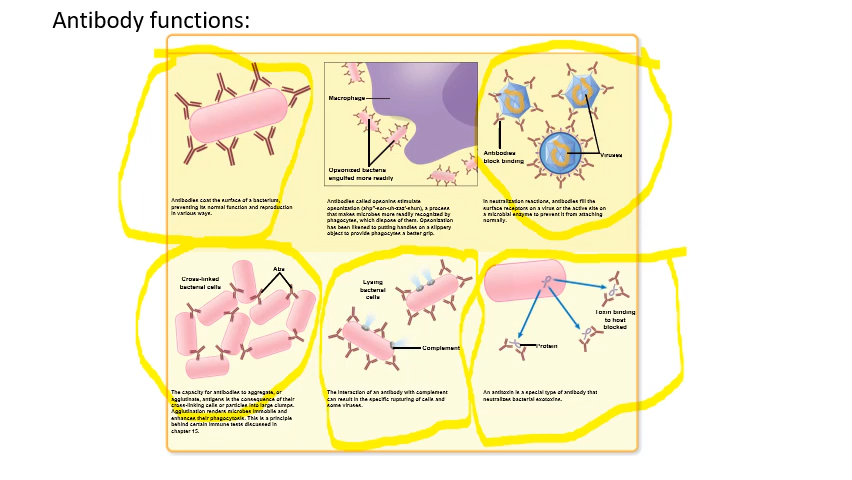 Antibody functions:
Antibodies coat the surface of a bacterium,
preventing its normal function and reproduction
in various ways.
Macrophage
Opsonized bacteria
engulfed more readily
Antibodies called opsonins stimulate
opsonization (ahp"-son-uh-zaa'-shun), a process
that makes microbes more readily recognized by
phagocytes, which dispose of them. Opsonization
has been likened to putting handles on a slippery
object to provide phagocytes a better grip.
Antibodies
block binding
Viruses
In neutralization reactions, antibodies fill the
surface receptors on a virus or the active site on
a microbial enzyme to prevent it from attaching
normally.
Cross-linked
bacterial cells
Abs
The capacity for antibodies to aggregate, or
agglutinate, antigens is the consequence of their
cross-linking cells or particles into large clumps.
Agglutination renders microbes immobile and
enhances their phagocytosis. This is a principle
behind certain immune tests discussed in
chapter 15.
Lysing
bacterial
cells
Complement
The interaction of an antibody with complement
can result in the specific rupturing of cells and
some viruses.
Toxin binding
to host
blocked
Protein
An antitoxin is a special type of antibody that
neutralizes bacterial exotoxins.